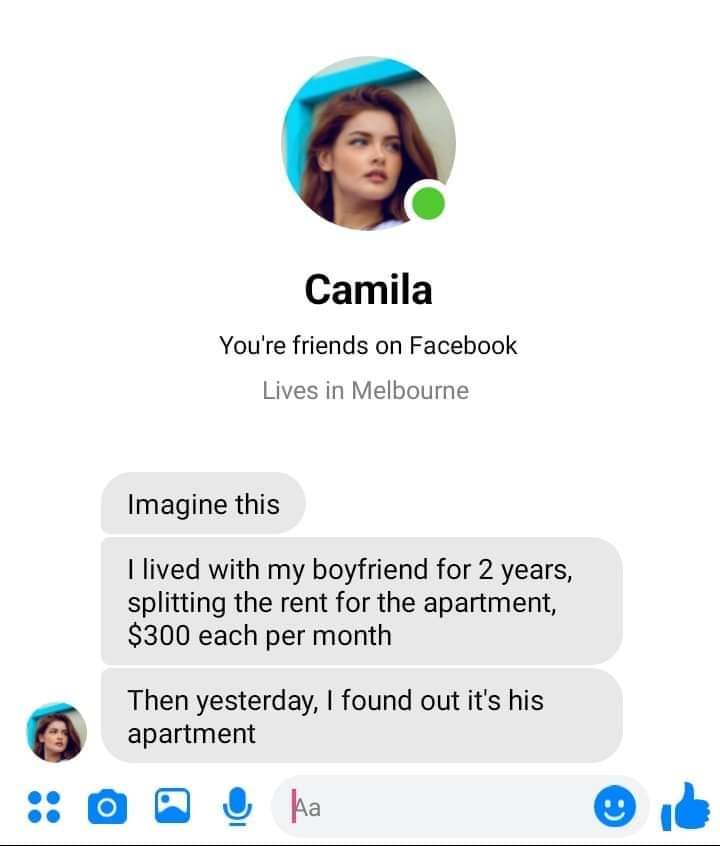 Camila
You're friends on Facebook
Lives in Melbourne
Imagine this
I lived with my boyfriend for 2 years,
splitting the rent for the apartment,
$300 each per month
Then yesterday, I found out it's his
apartment
Aa